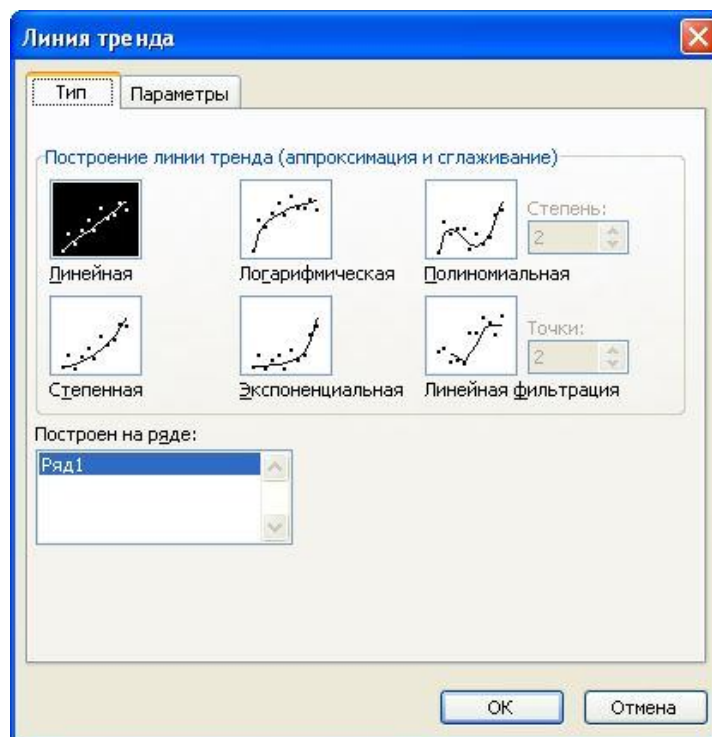 Линия тренда
Тип
Параметры
Построение линии тренда (аппроксимация и сглаживание)
Линейная
Логарифмическая
Полиномиальная
Степень:
2
Степенная
Экспоненциальная
Линейная фильтрация
Точки:
2
Построен на ряде:
Ряд1
ОК
Отмена